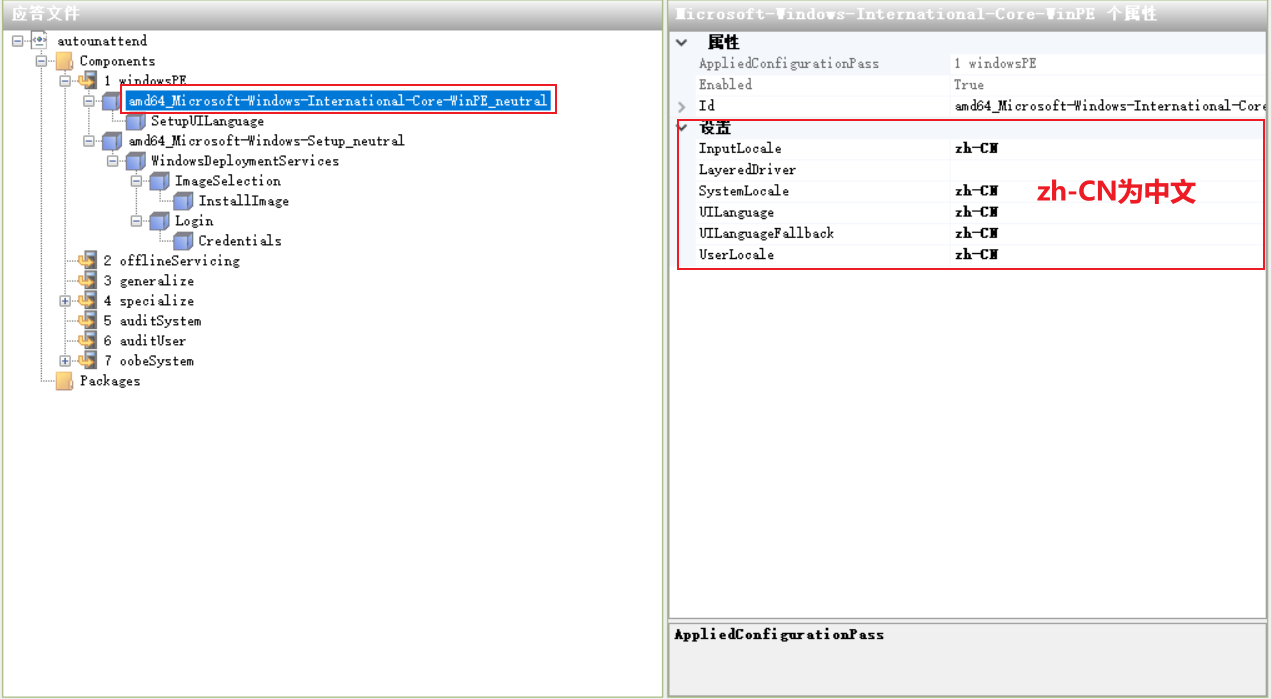 应答文件
autounattend
Components
1 windowsPE
amd64_Microsoft-Windows-International-Core-WinPE_neutral
SetupUILanguage
amd64_Microsoft-Windows-Setup_neutral
WindowsDeploymentServices
ImageSelection
InstallImage
Login
Credentials
2 offlineServicing
3 generalize
4 specialize
5 auditSystem
6 auditUser
7 oobeSystem
Packages
Microsoft-Windows-International-Core-WinPE 个属性
属性
AppliedConfigurationPass 1 windowsPE
Enabled True
Id amd64_Microsoft-Windows-International-Core
设置
InputLocale zh-CN
LayeredDriver
SystemLocale zh-CN
UILanguage zh-CN
UILanguageFallback zh-CN
UserLocale zh-CN
zh-CN为中文
AppliedConfigurationPass